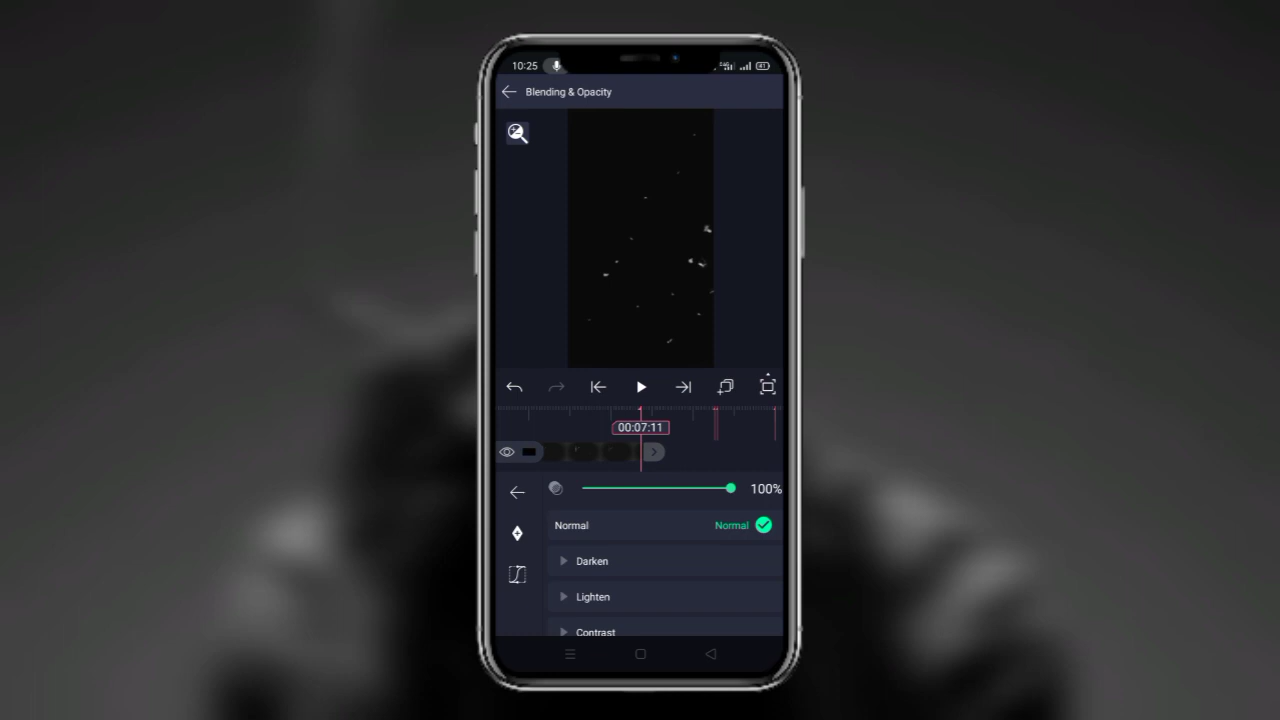 10:25
Blending & Opacity
00:07:11
100%
Normal Normal
Darken
Lighten
Contrast